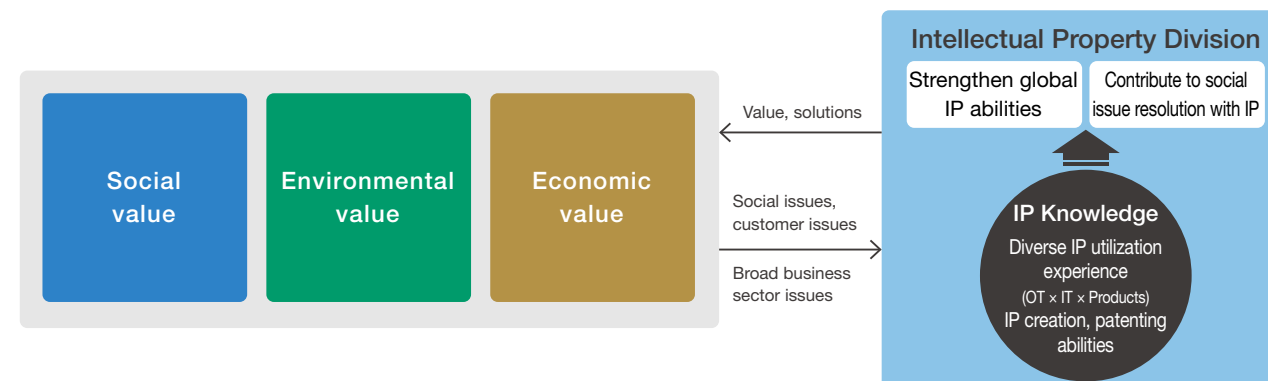 Intellectual Property Division
Strengthen global
IP abilities
Contribute to social
issue resolution with IP
Value, solutions
Social
value
Environmental
value
Economic
value
Social issues,
customer issues
Broad business
sector issues
IP Knowledge
Diverse IP utilization
experience
(OT × IT × Products)
IP creation, patenting
abilities